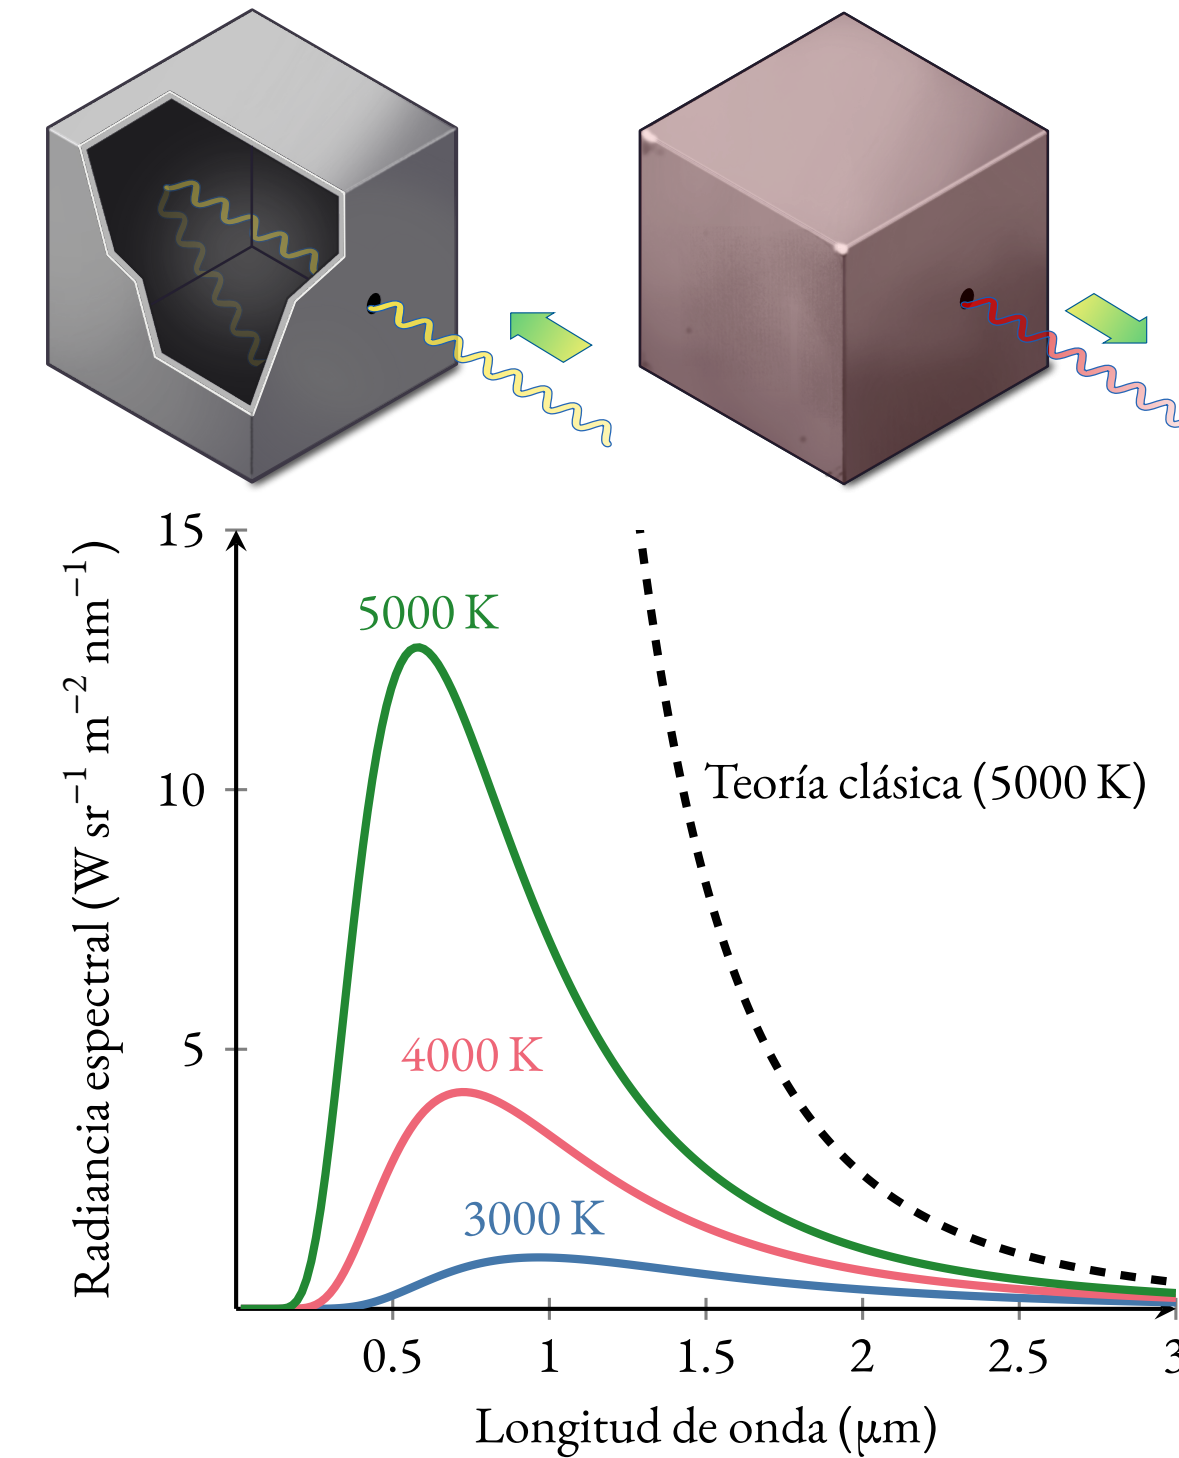 15
10
5
Radiancia espectral (W sr⁻¹ m⁻² nm⁻¹)
5000 K
Teoría clásica (5000 K)
4000 K
3000 K
0.5 1 1.5 2 2.5 3
Longitud de onda (μm)